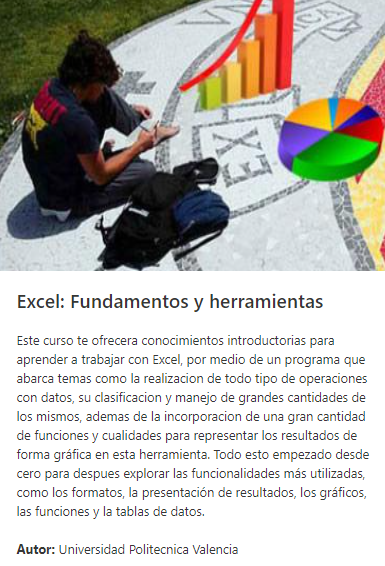 EX
Excel: Fundamentos y herramientas
Este curso te ofrecera conocimientos introductorias para
aprender a trabajar con Excel, por medio de un programa que
abarca temas como la realizacion de todo tipo de operaciones
con datos, su clasificacion y manejo de grandes cantidades de
los mismos, ademas de la incorporacion de una gran cantidad
de funciones y cualidades para representar los resultados de
forma gráfica en esta herramienta. Todo esto empezado desde
cero para despues explorar las funcionalidades más utilizadas,
como los formatos, la presentación de resultados, los gráficos,
las funciones y la tablas de datos.
Autor: Universidad Politecnica Valencia